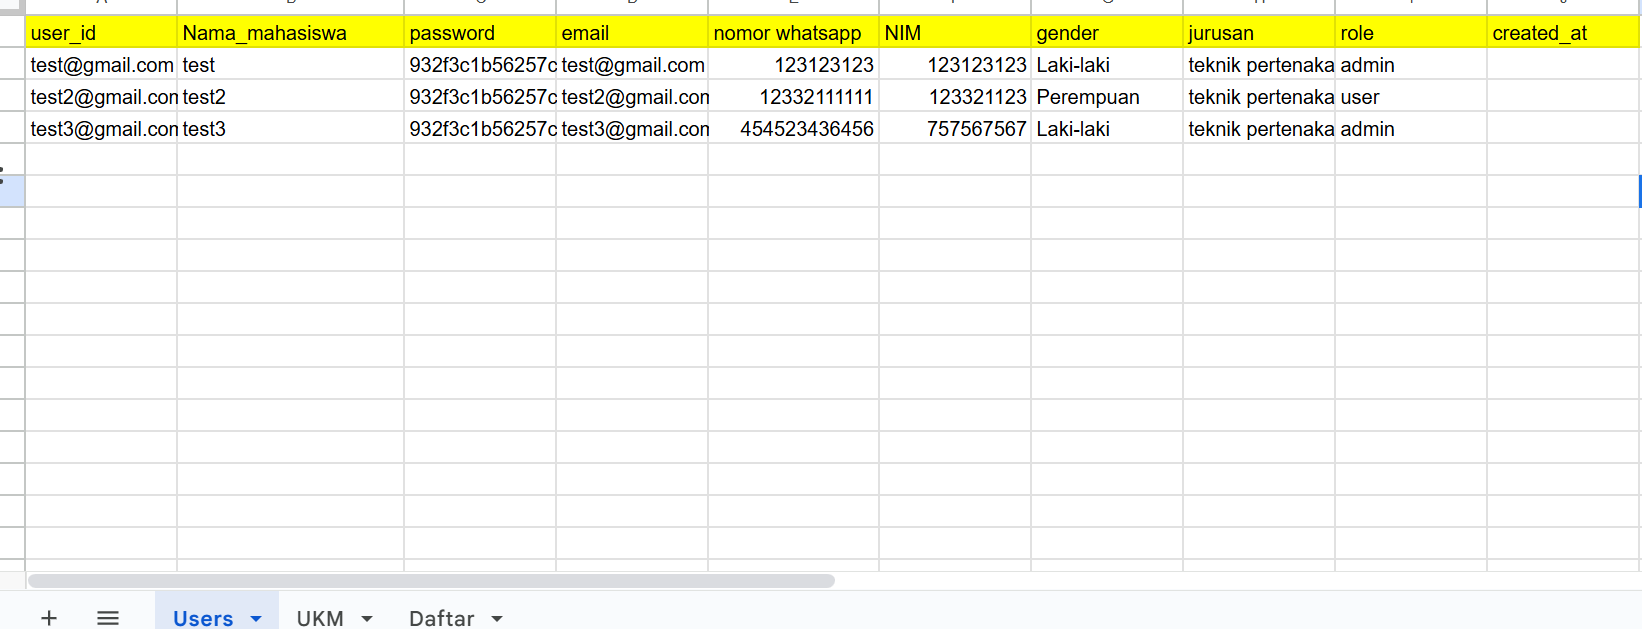 user_id Nama_mahasiswa password email nomor whatsapp NIM gender jurusan role created_at
test@gmail.com test 932f3c1b56257c test@gmail.com 123123123 123123123 Laki-laki teknik pertenaka admin
test2@gmail.con test2 932f3c1b56257c test2@gmail.con 12332111111 123321123 Perempuan teknik pertenaka user
test3@gmail.con test3 932f3c1b56257c test3@gmail.con 454523436456 757567567 Laki-laki teknik pertenaka admin
Users UKM Daftar